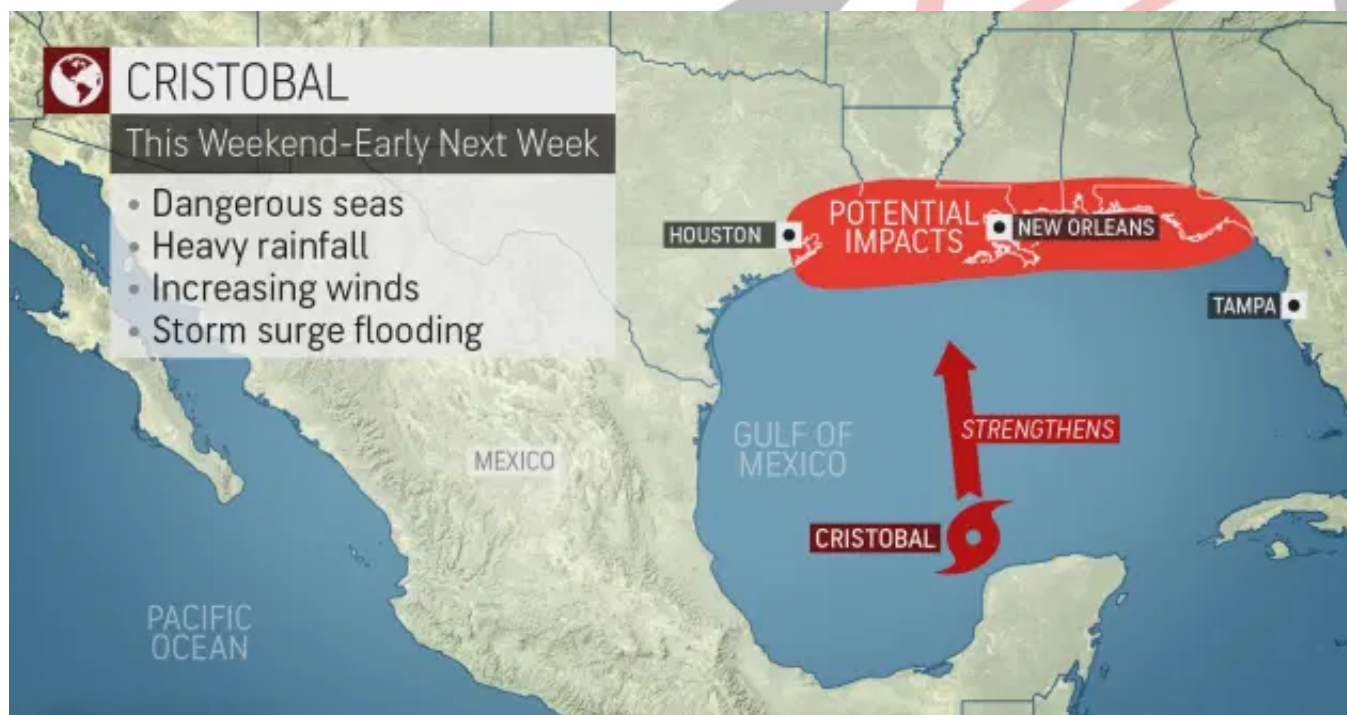 CRISTOBAL
This Weekend-Early Next Week
• Dangerous seas
• Heavy rainfall
• Increasing winds
• Storm surge flooding
HOUSTON
POTENTIAL
IMPACTS
NEW ORLEANS
TAMPA
STRENGTHENS
GULF OF
MEXICO
MEXICO
CRISTOBAL
PACIFIC
OCEAN